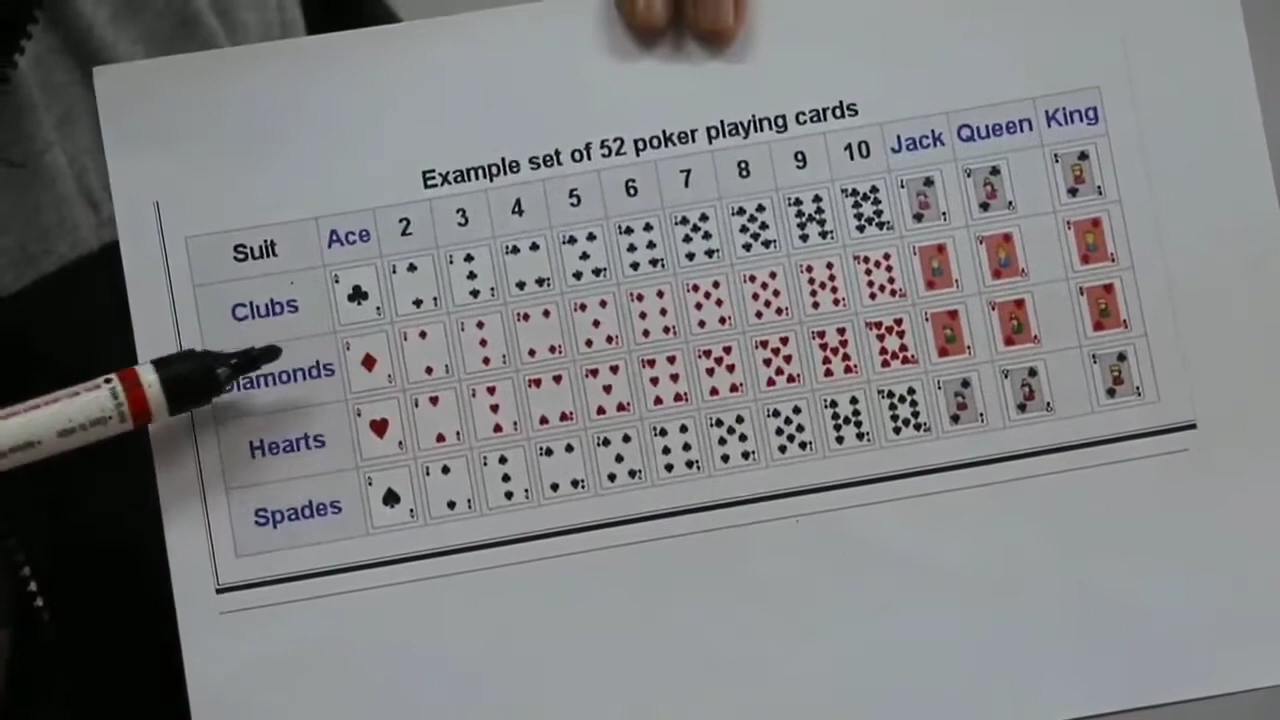 Example set of 52 poker playing cards
Suit Ace 2 3 4 5 6 7 8 9 10 Jack Queen King
Clubs
Diamonds
Hearts
Spades